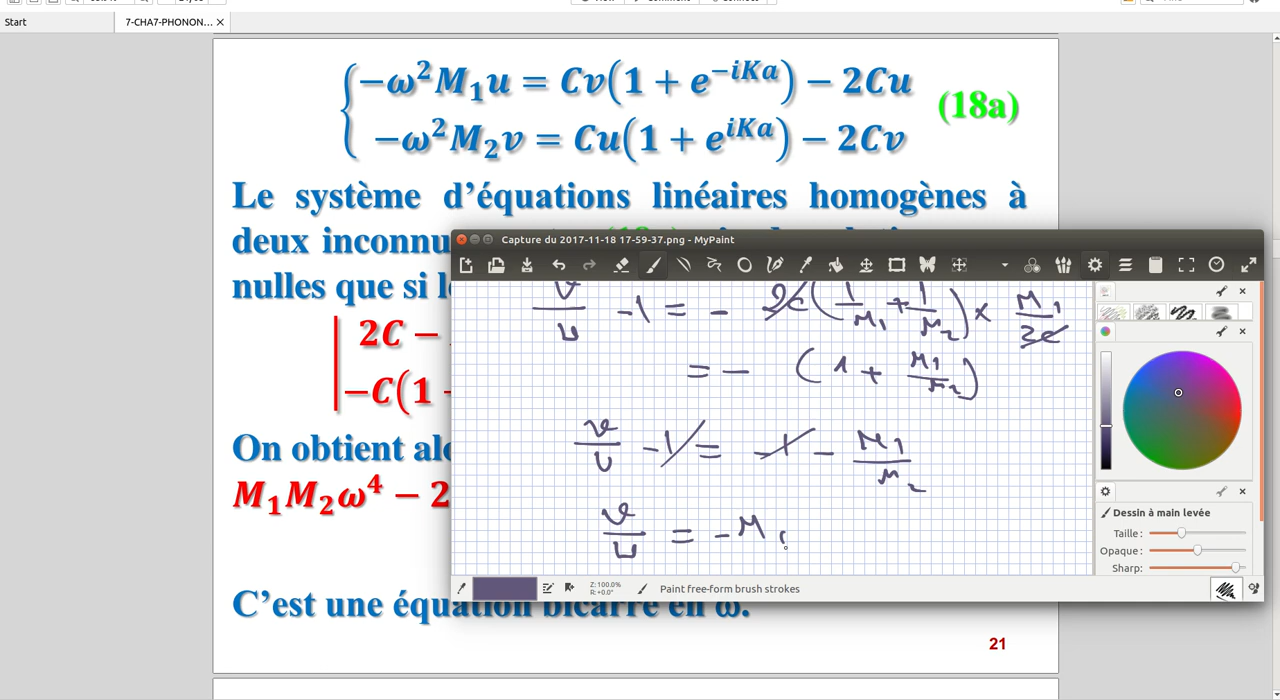 Start
7-CHA7-PHONON... ×
-ω²M₁u = Cv(1 + e^{-iKa}) - 2Cu
-ω²M₂v = Cu(1 + e^{iKa}) - 2Cv
(18a)
Le système d'équations linéaires homogènes à
deux inconnu
nulles que si l
2C -
-C(1
On obtient al
M₁M₂ω⁴ - 2
C'est une équation bicarrée en ω.
21
Capture du 2017-11-18 17-59-37.png - MyPaint
v/u - 1 = - 2c(1/M₁ + 1/M₂) × M₁/2c
= - (1 + M₁/M₂)
v/u - 1 = - 1 - M₁/M₂
v/u = - M
Dessin à main levée
Taille :
Opaque :
Sharp :
Z: 100.0%
R: +0.0°
Paint free-form brush strokes